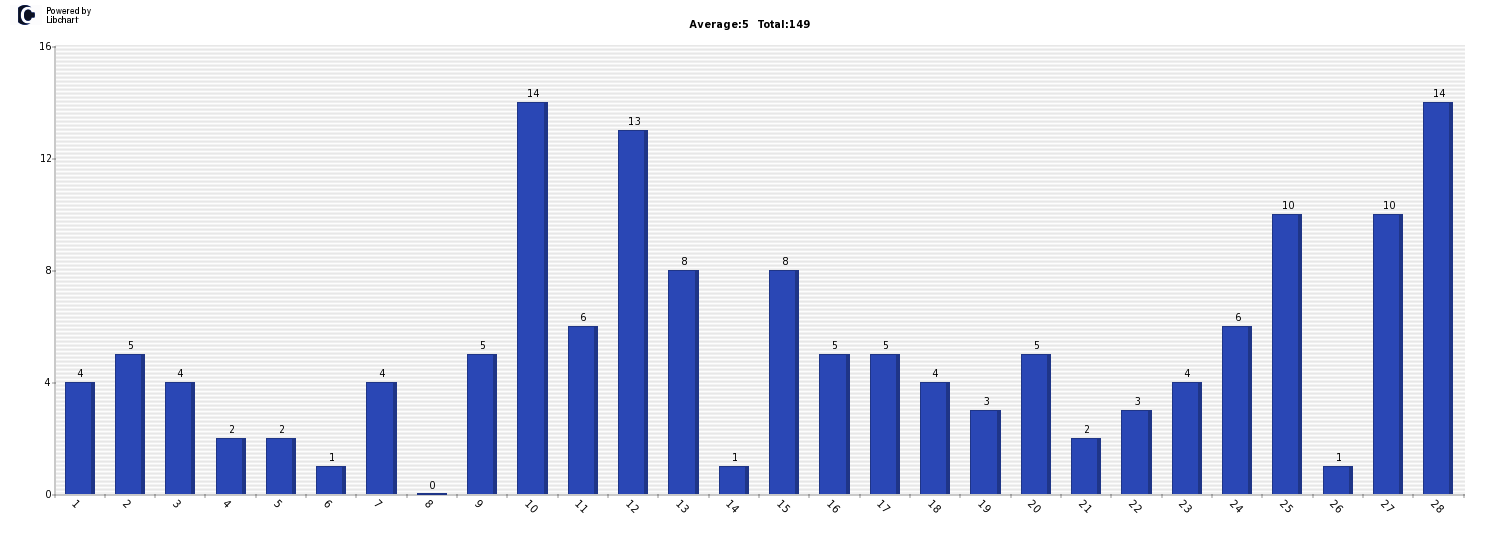 Powered by
Libchart
Average:5 Total:149
16
12
8
4
0
4 5 4 2 2 1 4 0 5 14 6 13 8 1 8 5 5 4 3 5 2 3 4 6 10 1 10 14
1 2 3 4 5 6 7 8 9 10 11 12 13 14 15 16 17 18 19 20 21 22 23 24 25 26 27 28